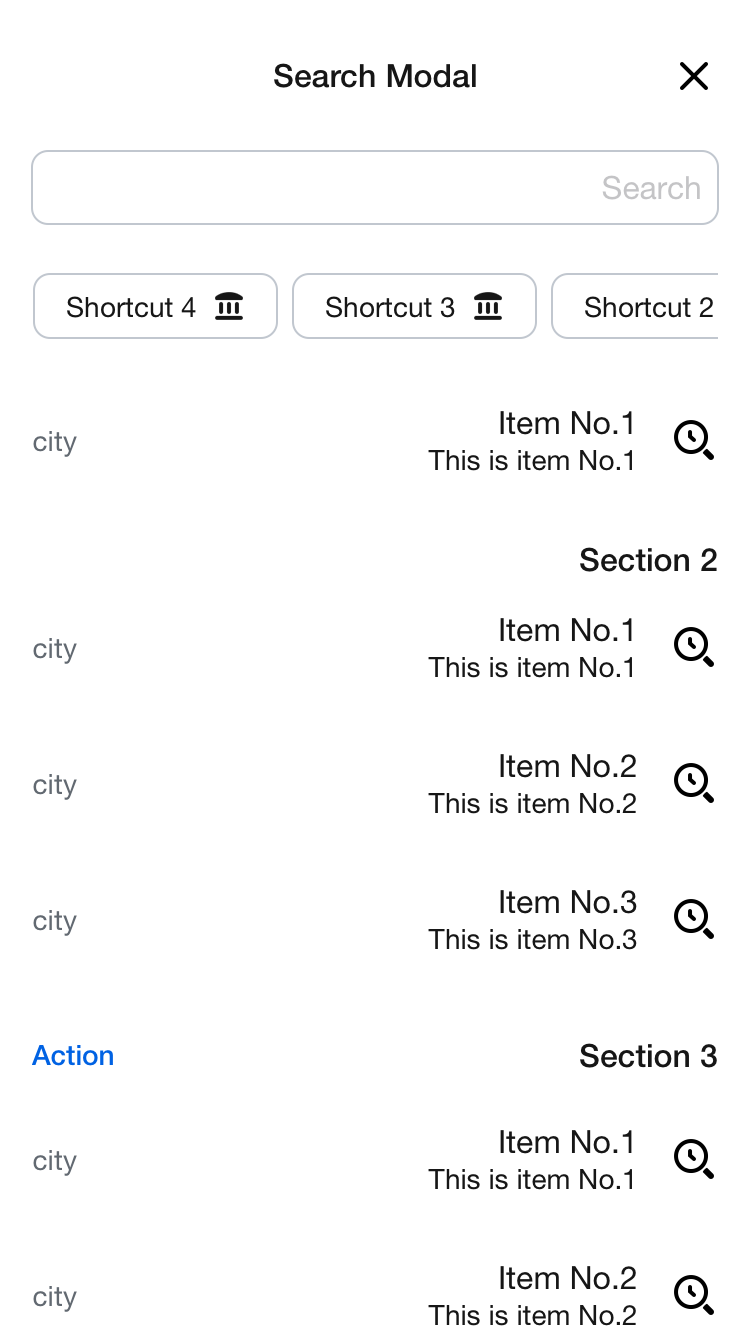 Search Modal
Search
Shortcut 4
Shortcut 3
Shortcut 2
Item No.1
This is item No.1
city
Section 2
Item No.1
This is item No.1
city
Item No.2
This is item No.2
city
Item No.3
This is item No.3
city
Section 3
Action
Item No.1
This is item No.1
city
Item No.2
This is item No.2
city